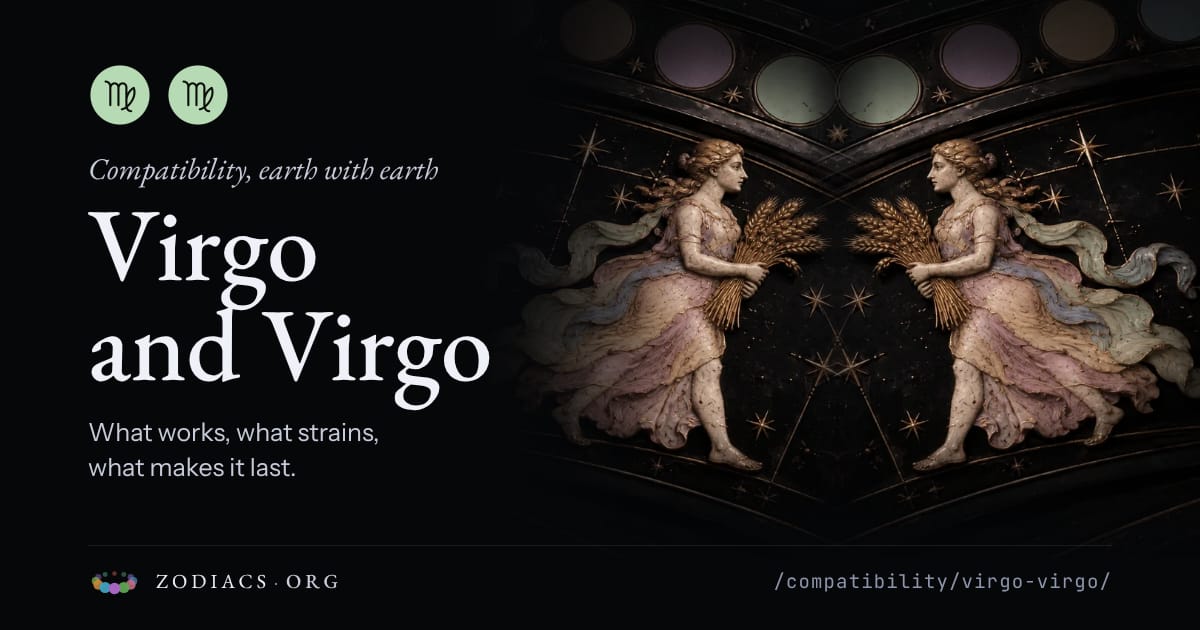 Compatibility, earth with earth
Virgo
and Virgo
What works, what strains,
what makes it last.
ZODIACS·ORG
/compatibility/virgo-virgo/